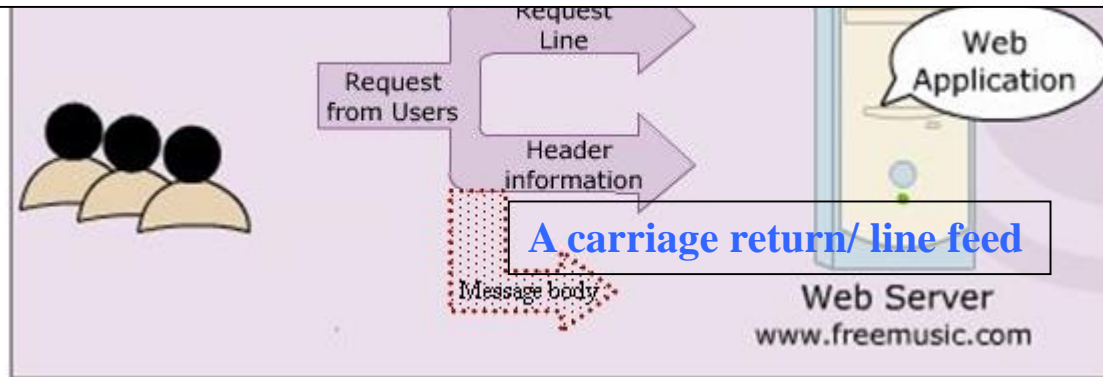 Request
Line
Request
from Users
Web
Application
Header
information
A carriage return/ line feed
Message body
Web Server
www.freemusic.com